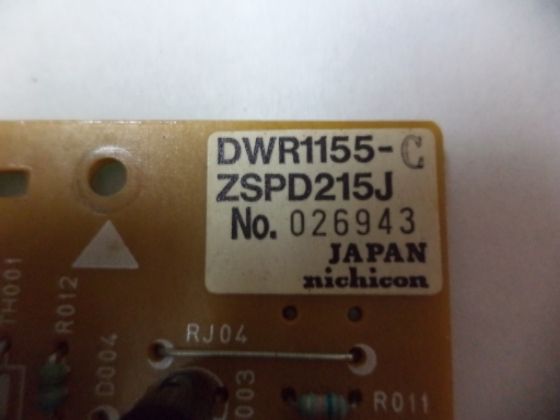 DWR1155-C
ZSPD215J
No. 026943
JAPAN
nichicon
TH001
R012
D004
RJ04
003
R011